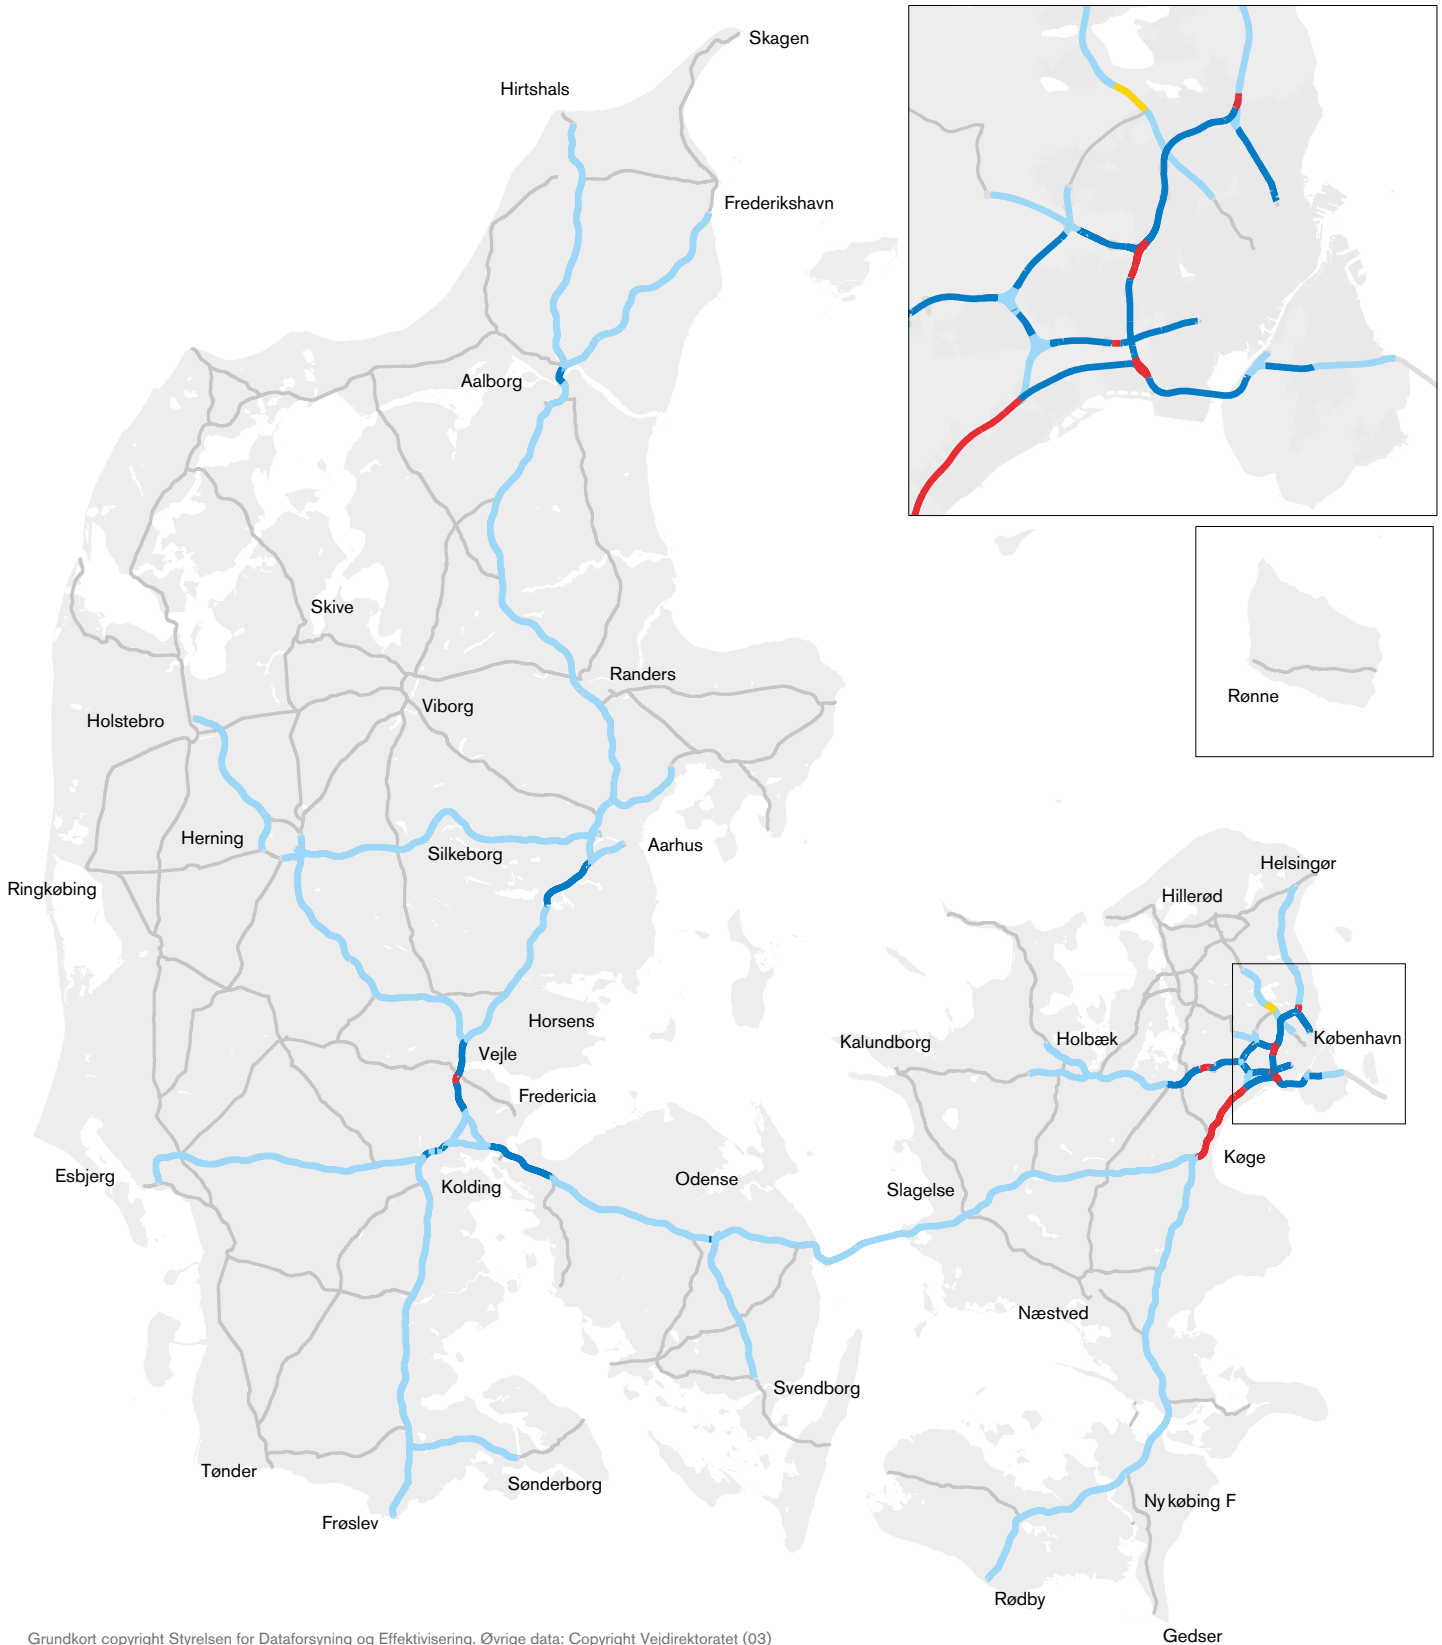 Skagen
Hirtshals
Frederikshavn
Aalborg
Skive
Randers
Rønne
Viborg
Holstebro
Herning
Aarhus
Silkeborg
Helsingør
Ringkøbing
Hillerød
Horsens
København
Holbæk
Kalundborg
Vejle
Fredericia
Køge
Esbjerg
Odense
Kolding
Slagelse
Næstved
Svendborg
Tønder
Sønderborg
Nykøbing F
Frøslev
Rødby
Gedser
Grundkort copyright Styrelsen for Dataforsyning og Effektivisering. Øvrige data: Copyright Vejdirektoratet (03)